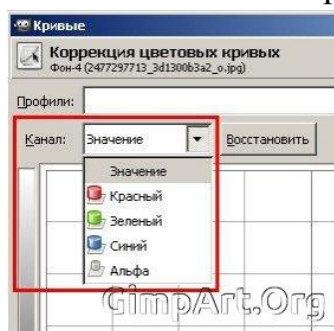 Кривые
Коррекция цветовых кривых
Фон-4 (2477297713_3d1300b3a2_o.jpg)
Профили:
Канал: Значение Восстановить
Значение
Красный
Зеленый
Синий
Альфа
GimpArt.Org